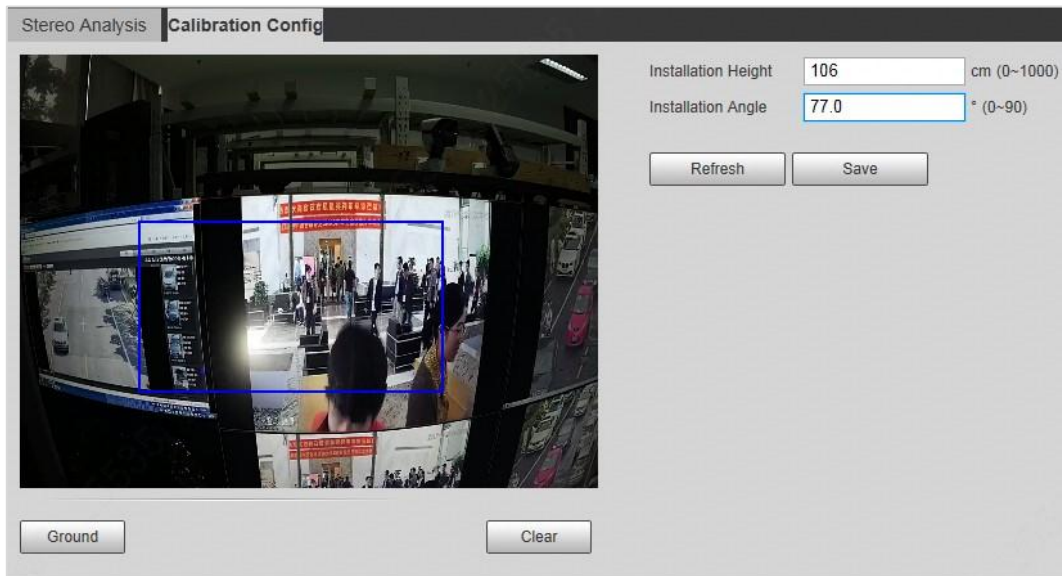 Stereo Analysis
Calibration Config
Installation Height 106 cm (0~1000)
Installation Angle 77.0 ° (0~90)
Refresh Save
Ground Clear